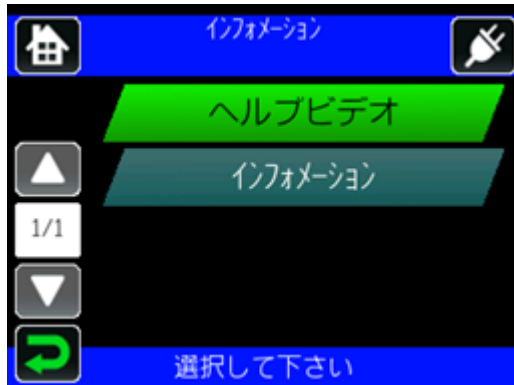 インフォメーション
ヘルプビデオ
インフォメーション
1/1
選択して下さい